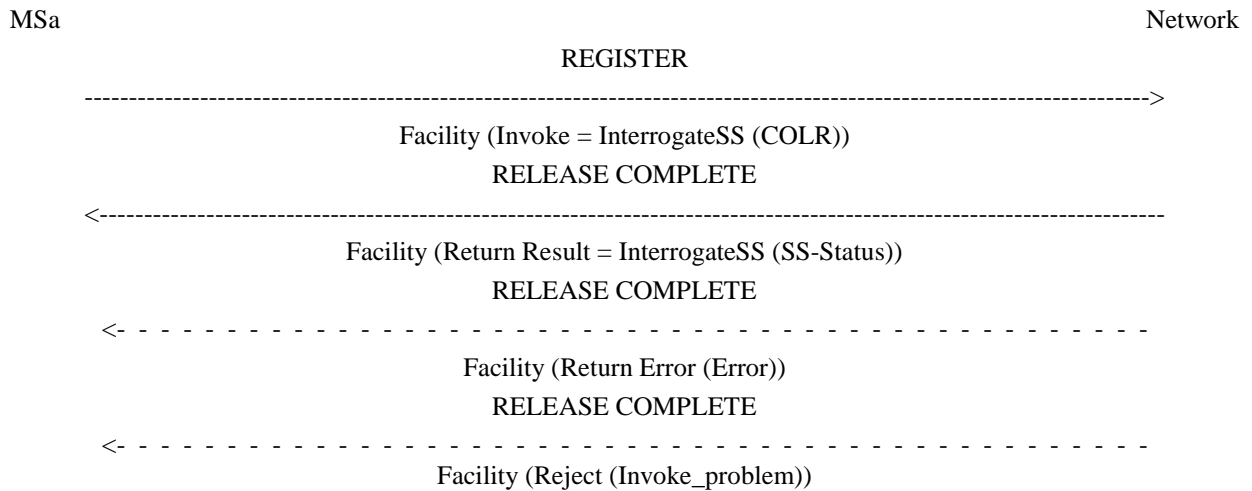 MSa Network
REGISTER
------------------------------------------------------------------------------------------------------------------------>
Facility (Invoke = InterrogateSS (COLR))
RELEASE COMPLETE
<------------------------------------------------------------------------------------------------------------------------
Facility (Return Result = InterrogateSS (SS-Status))
RELEASE COMPLETE
<- - - - - - - - - - - - - - - - - - - - - - - - - - - - - - - - - - - - -
Facility (Return Error (Error))
RELEASE COMPLETE
<- - - - - - - - - - - - - - - - - - - - - - - - - - - - - - - - - - - - -
Facility (Reject (Invoke_problem))